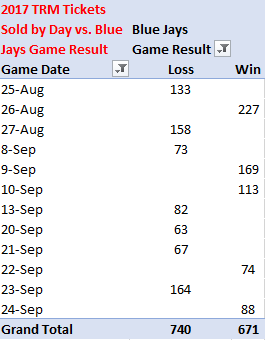 2017 TRM Tickets
Sold by Day vs. Blue Blue Jays
Jays Game Result Game Result
Game Date Loss Win
25-Aug 133
26-Aug 227
27-Aug 158
8-Sep 73
9-Sep 169
10-Sep 113
13-Sep 82
20-Sep 63
21-Sep 67
22-Sep 74
23-Sep 164
24-Sep 88
Grand Total 740 671